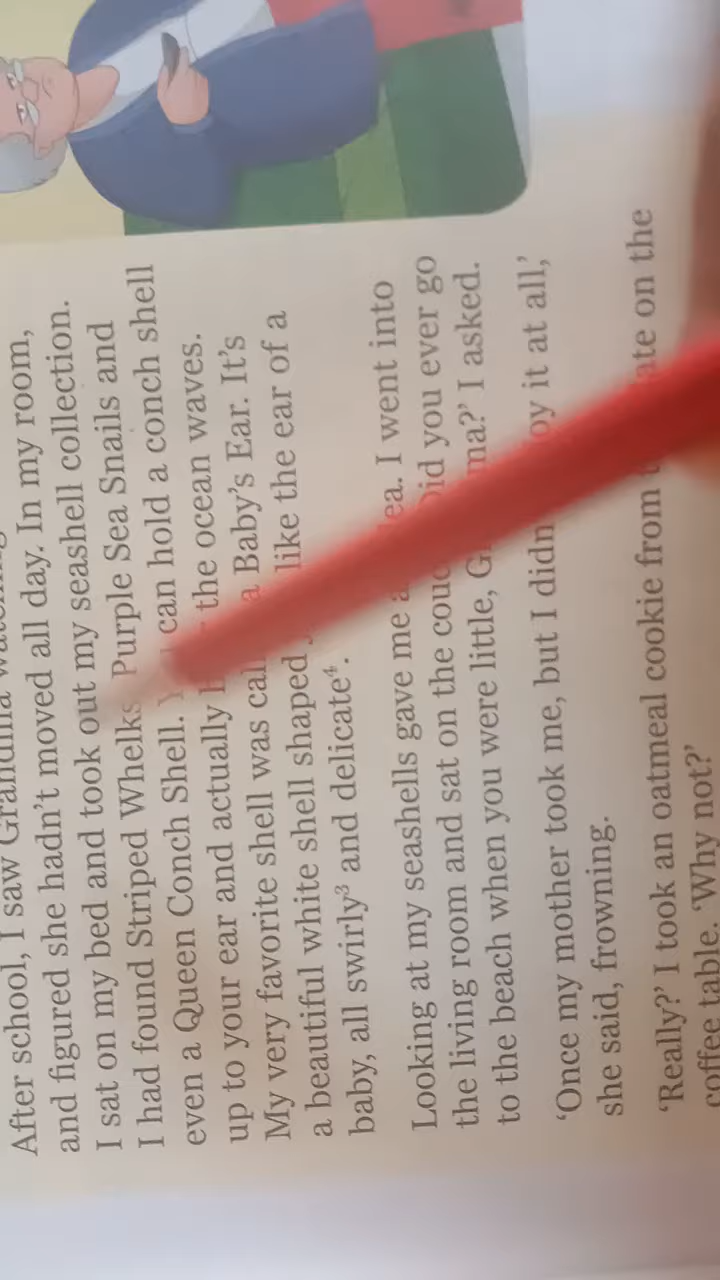 After school, I saw Grandma
and figured she hadn't moved all day. In my room,
I sat on my bed and took out my seashell collection.
I had found Striped Whelks, Purple Sea Snails and
even a Queen Conch Shell. can hold a conch shell
up to your ear and actually the ocean waves.
My very favorite shell was a Baby's Ear. It's
a beautiful white shell shaped like the ear of a
baby, all swirly³ and delicate⁴.
Looking at my seashells gave me I went into
the living room and sat on the you ever go
to the beach when you were little, I asked.
'Once my mother took me, but I it at all,'
she said, frowning.
'Really?' I took an oatmeal cookie from on the
coffee table. 'Why not?'